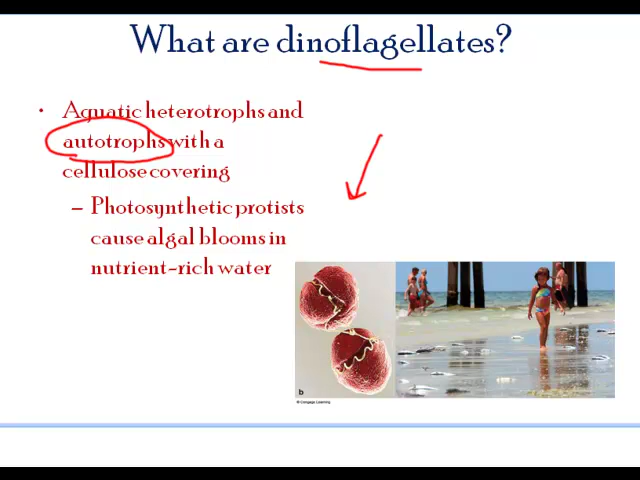 What are dinoflagellates?
• Aquatic heterotrophs and
autotrophs with a
cellulose covering
– Photosynthetic protists
cause algal blooms in
nutrient-rich water
b
© Cengage Learning